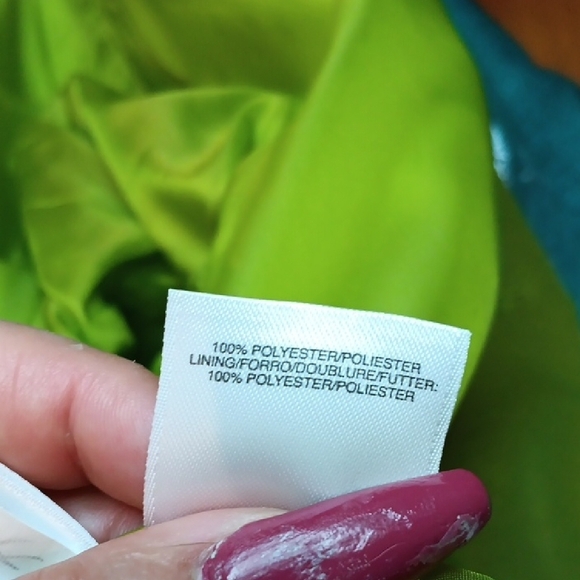 100% POLYESTER/POLIESTER
LINING/FORRO/DOUBLURE/FUTTER:
100% POLYESTER/POLIESTER